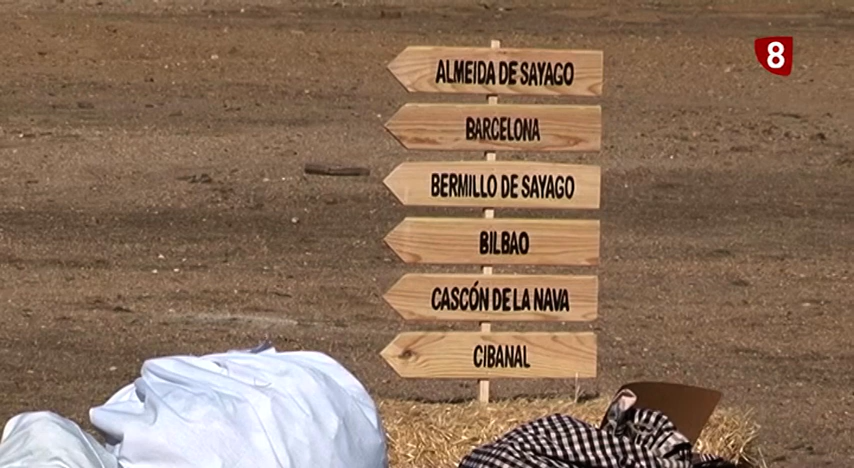 8
ALMEIDA DE SAYAGO
BARCELONA
BERMILLO DE SAYAGO
BILBAO
CASCÓN DE LA NAVA
CIBANAL